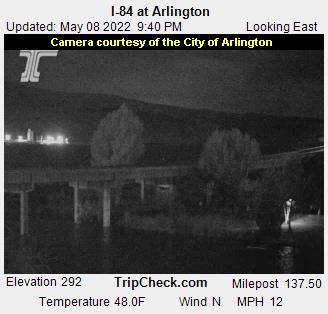 I-84 at Arlington
Updated: May 08 2022 9:40 PM Looking East
Camera courtesy of the City of Arlington
Elevation 292 TripCheck.com Milepost 137.50
Temperature 48.0F Wind N MPH 12